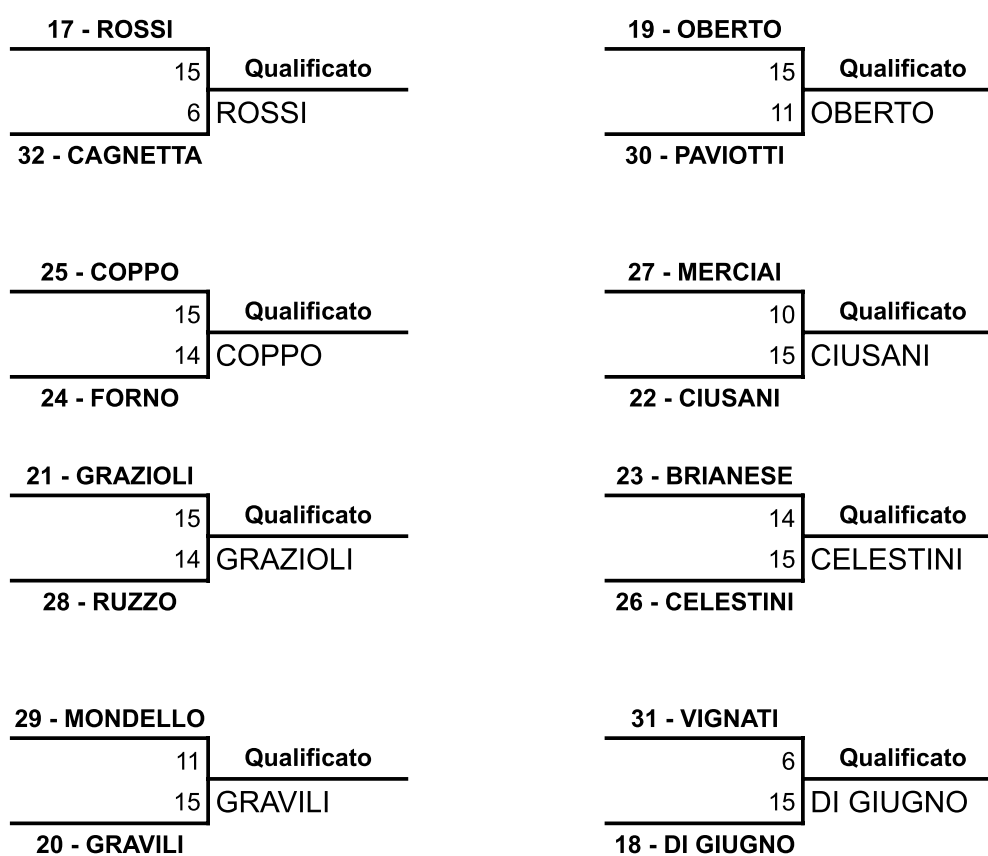 17 - ROSSI
15
Qualificato
6
ROSSI
32 - CAGNETTA
19 - OBERTO
15
Qualificato
11
OBERTO
30 - PAVIOTTI
25 - COPPO
15
Qualificato
14
COPPO
24 - FORNO
27 - MERCIAI
10
Qualificato
15
CIUSANI
22 - CIUSANI
21 - GRAZIOLI
15
Qualificato
14
GRAZIOLI
28 - RUZZO
23 - BRIANESE
14
Qualificato
15
CELESTINI
26 - CELESTINI
29 - MONDELLO
11
Qualificato
15
GRAVILI
20 - GRAVILI
31 - VIGNATI
6
Qualificato
15
DI GIUGNO
18 - DI GIUGNO